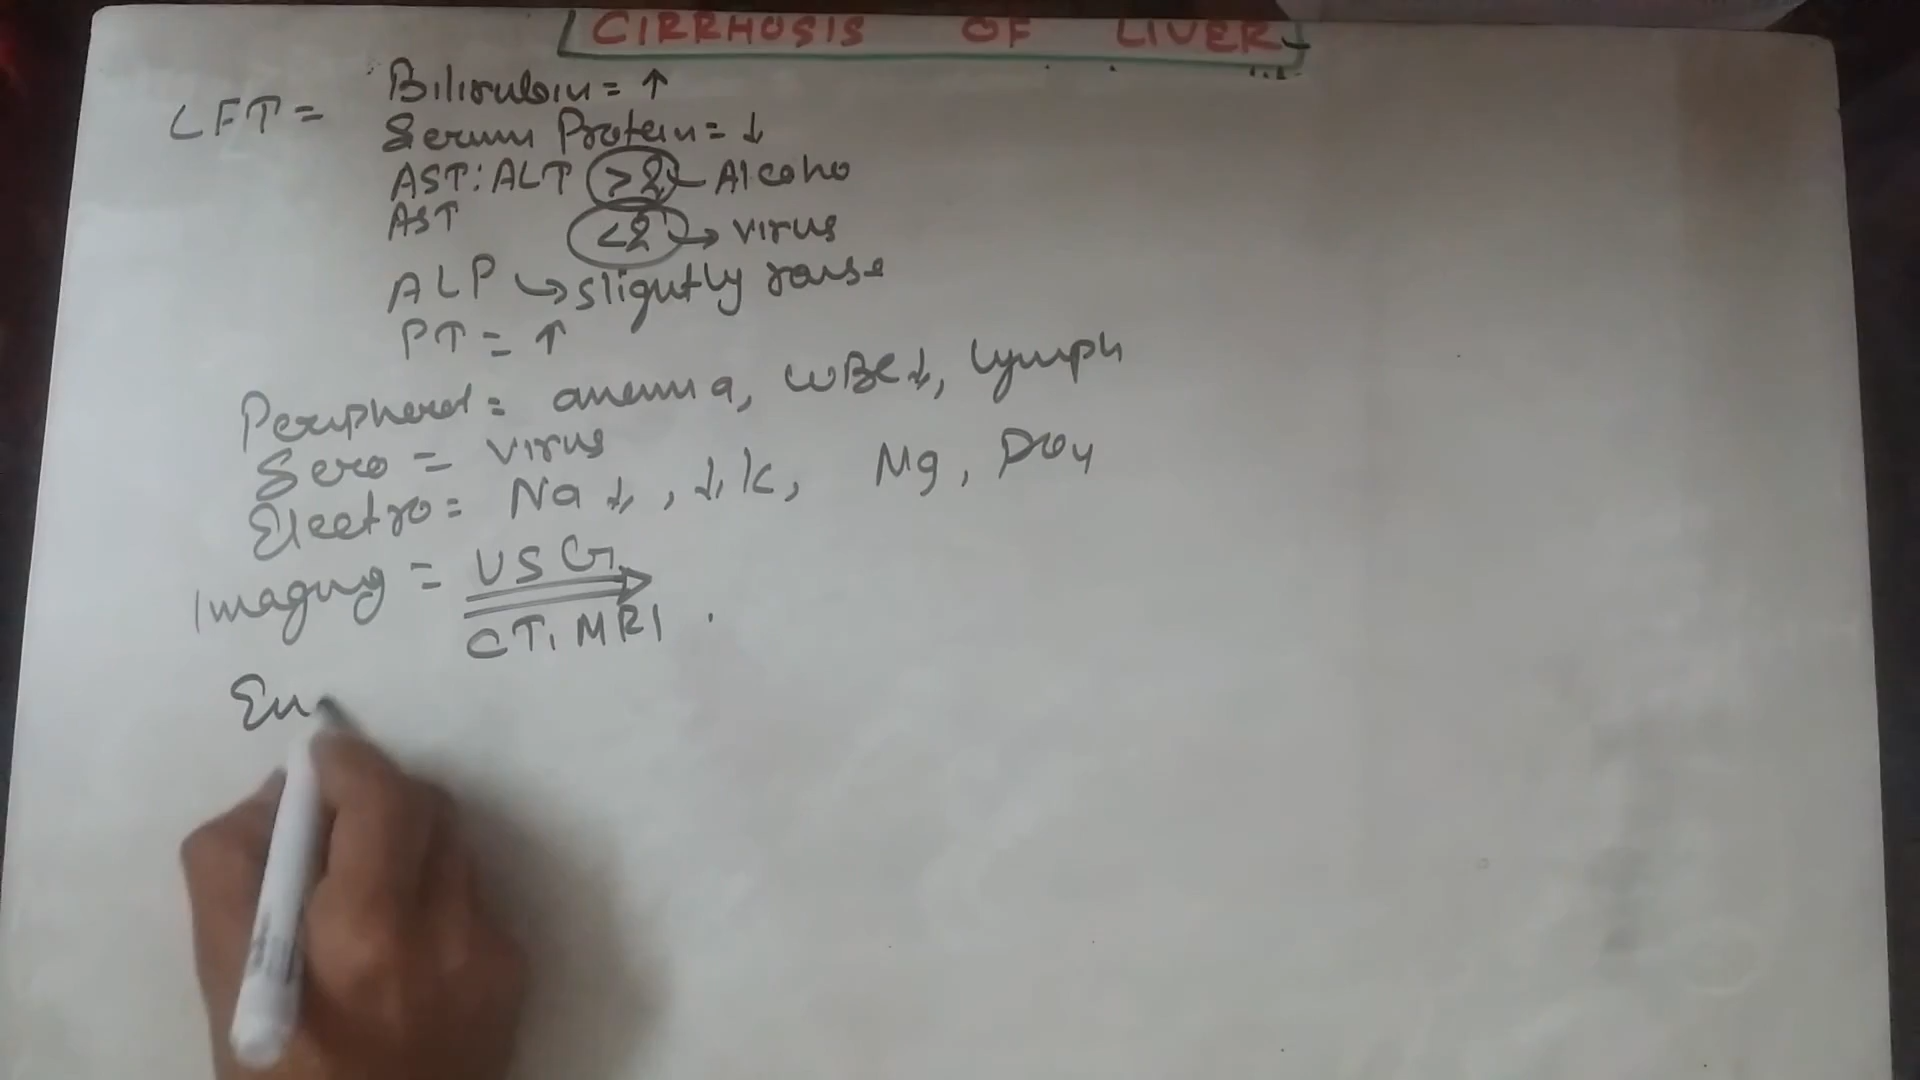 CIRRHOSIS OF LIVER
LFT = Bilirubin = ↑
Serum Protein = ↓
AST:ALT >2 Alcoho
AST <2 → virus
ALP → slightly raise
PT = ↑
Peripheral = anemia, WBC↓, lymph
Sero = virus
Electro = Na↓, ↓K, Mg, PO4
Imaging = USG
CT, MRI
En